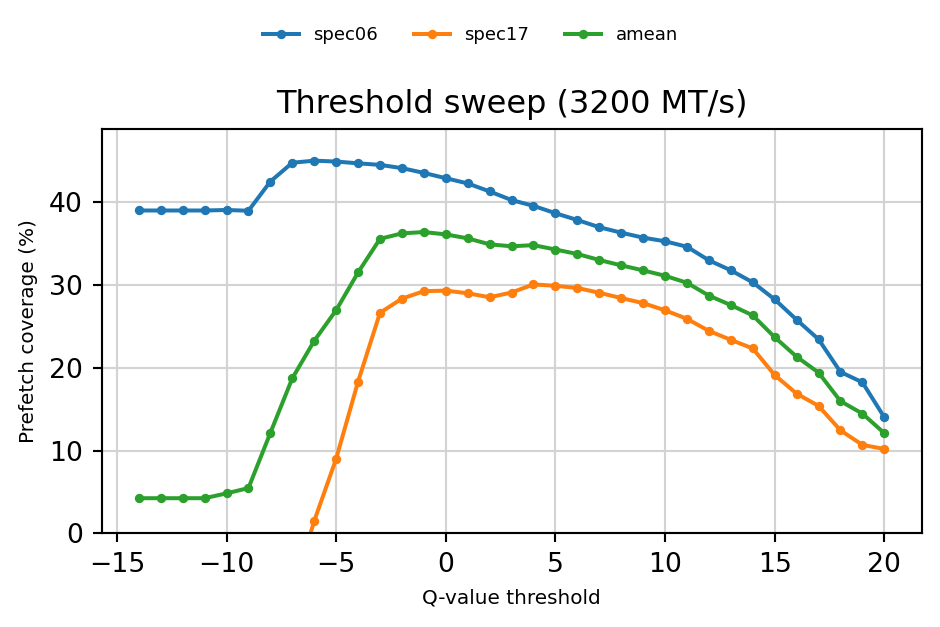 spec06 spec17 amean
Threshold sweep (3200 MT/s)
Prefetch coverage (%)
40
30
20
10
0
−15 −10 −5 0 5 10 15 20
Q-value threshold